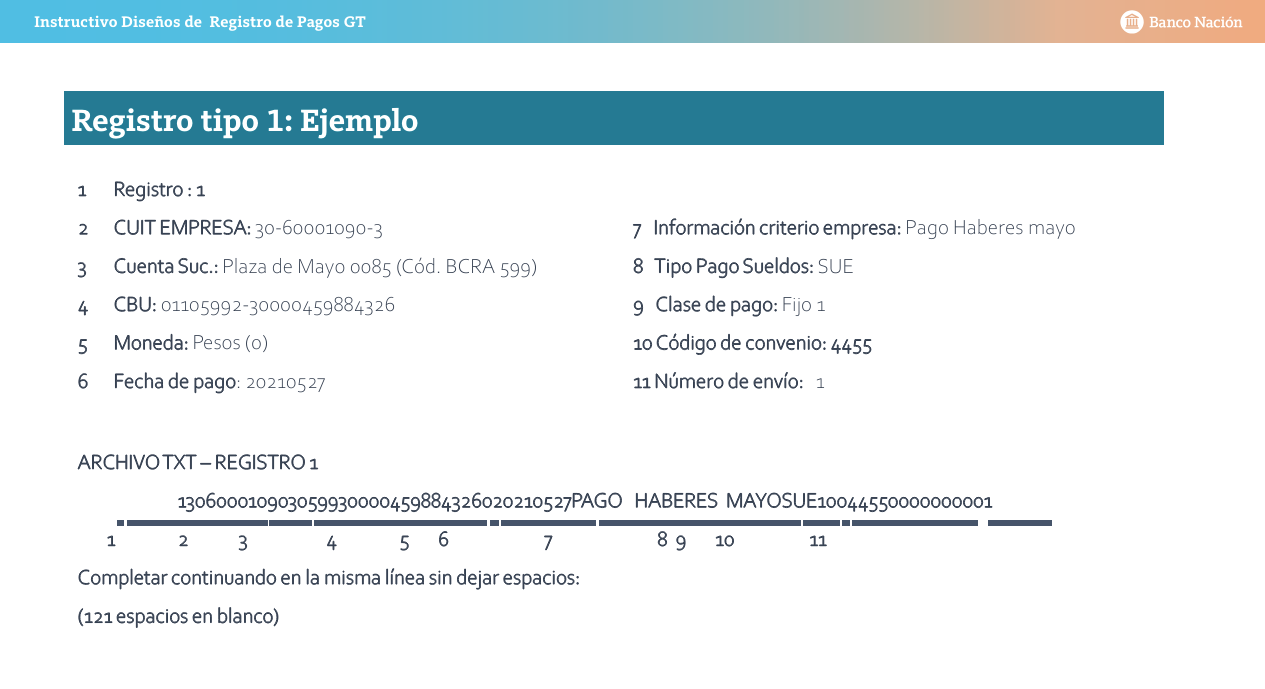 Instructivo Diseños de Registro de Pagos GT
Banco Nación
Registro tipo 1: Ejemplo
1 Registro : 1
2 CUIT EMPRESA: 30-60001090-3
3 Cuenta Suc.: Plaza de Mayo 0085 (Cód. BCRA 599)
4 CBU: 01105992-30000459884326
5 Moneda: Pesos (0)
6 Fecha de pago: 20210527
7 Información criterio empresa: Pago Haberes mayo
8 Tipo Pago Sueldos: SUE
9 Clase de pago: Fijo 1
10 Código de convenio: 4455
11 Número de envío: 1
ARCHIVO TXT – REGISTRO 1
130600010903059930000459884326020210527PAGO HABERES MAYOSUE10044550000000001
1 2 3 4 5 6 7 8 9 10 11
Completar continuando en la misma línea sin dejar espacios:
(121 espacios en blanco)